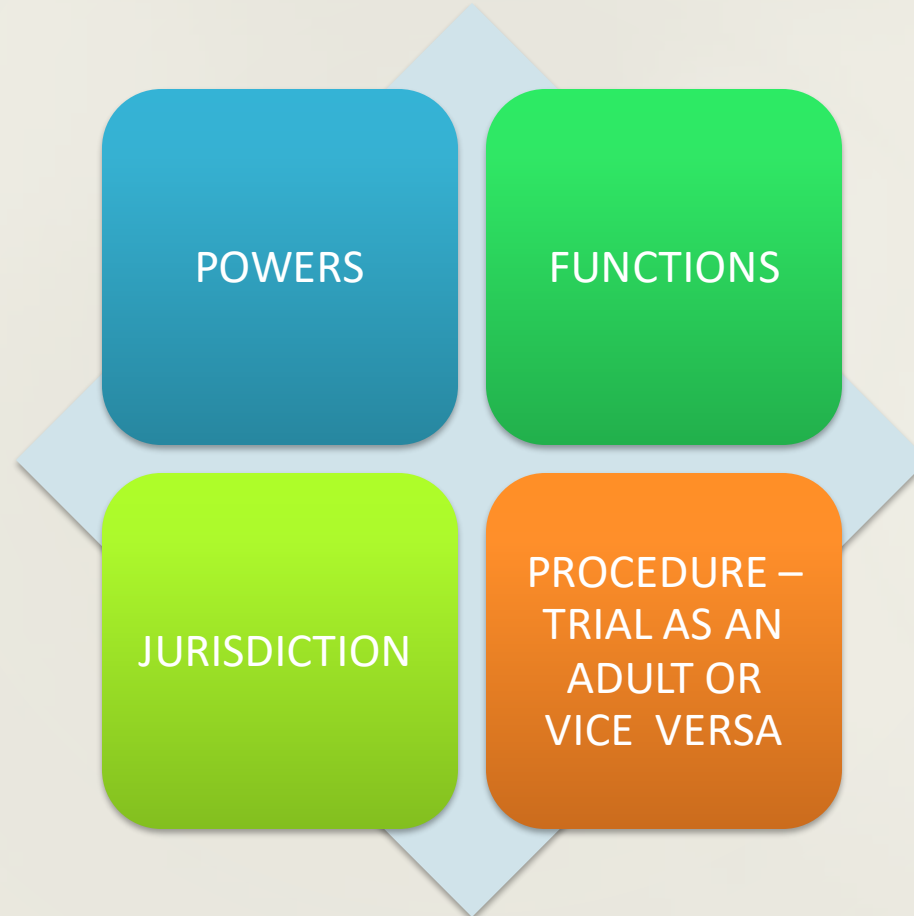 POWERS
FUNCTIONS
JURISDICTION
PROCEDURE –
TRIAL AS AN
ADULT OR
VICE  VERSA